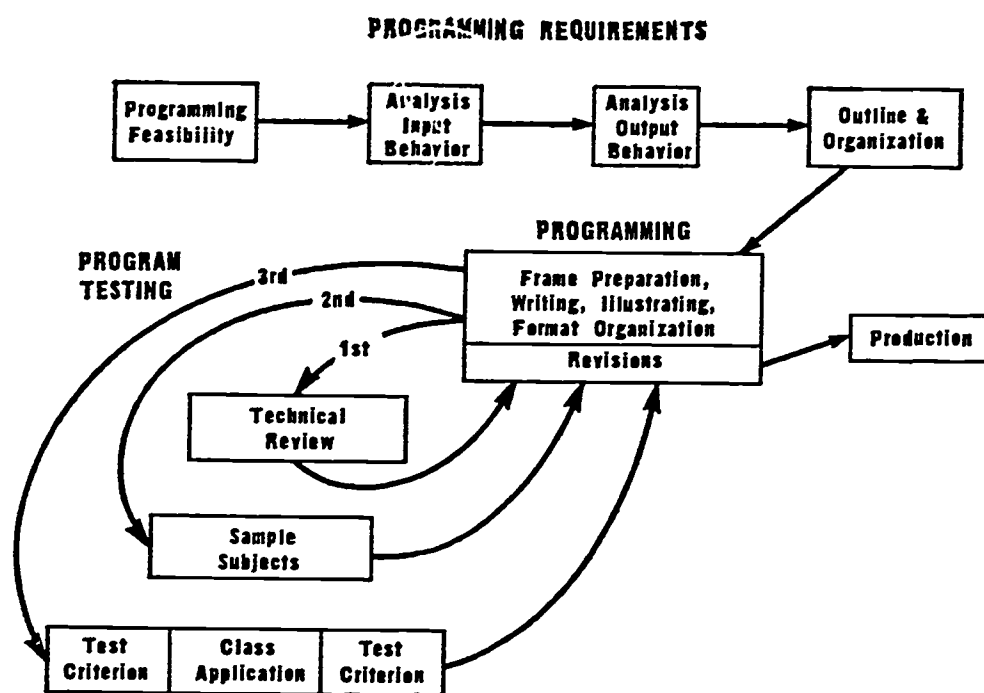 PROGRAMMING REQUIREMENTS
Programming
Feasibility
Analysis
Input
Behavior
Analysis
Output
Behavior
Outline &
Organization
PROGRAMMING
Frame Preparation,
Writing, Illustrating,
Format Organization
Revisions
Production
PROGRAM
TESTING
3rd
2nd
1st
Technical
Review
Sample
Subjects
Test
Criterion
Class
Application
Test
Criterion